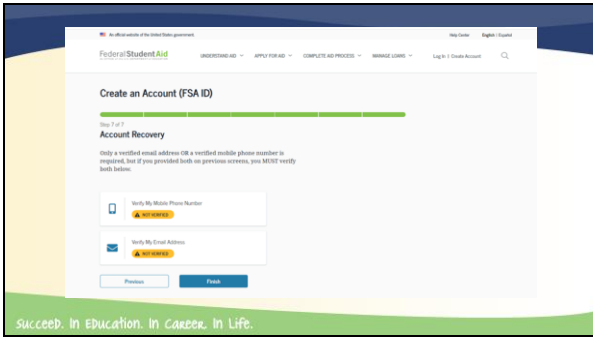 An official website of the United States government.
Help Center English | Español
Federal Student Aid
UNDERSTAND AID APPLY FOR AID COMPLETE AID PROCESS MANAGE LOANS Log In | Create Account
Create an Account (FSA ID)
Step 7 of 7
Account Recovery
Only a verified email address OR a verified mobile phone number is
required, but if you provided both on previous screens, you MUST verify
both below.
Verify My Mobile Phone Number
NOT VERIFIED
Verify My Email Address
NOT VERIFIED
Previous Finish
Succeed. In Education. In Career. In Life.